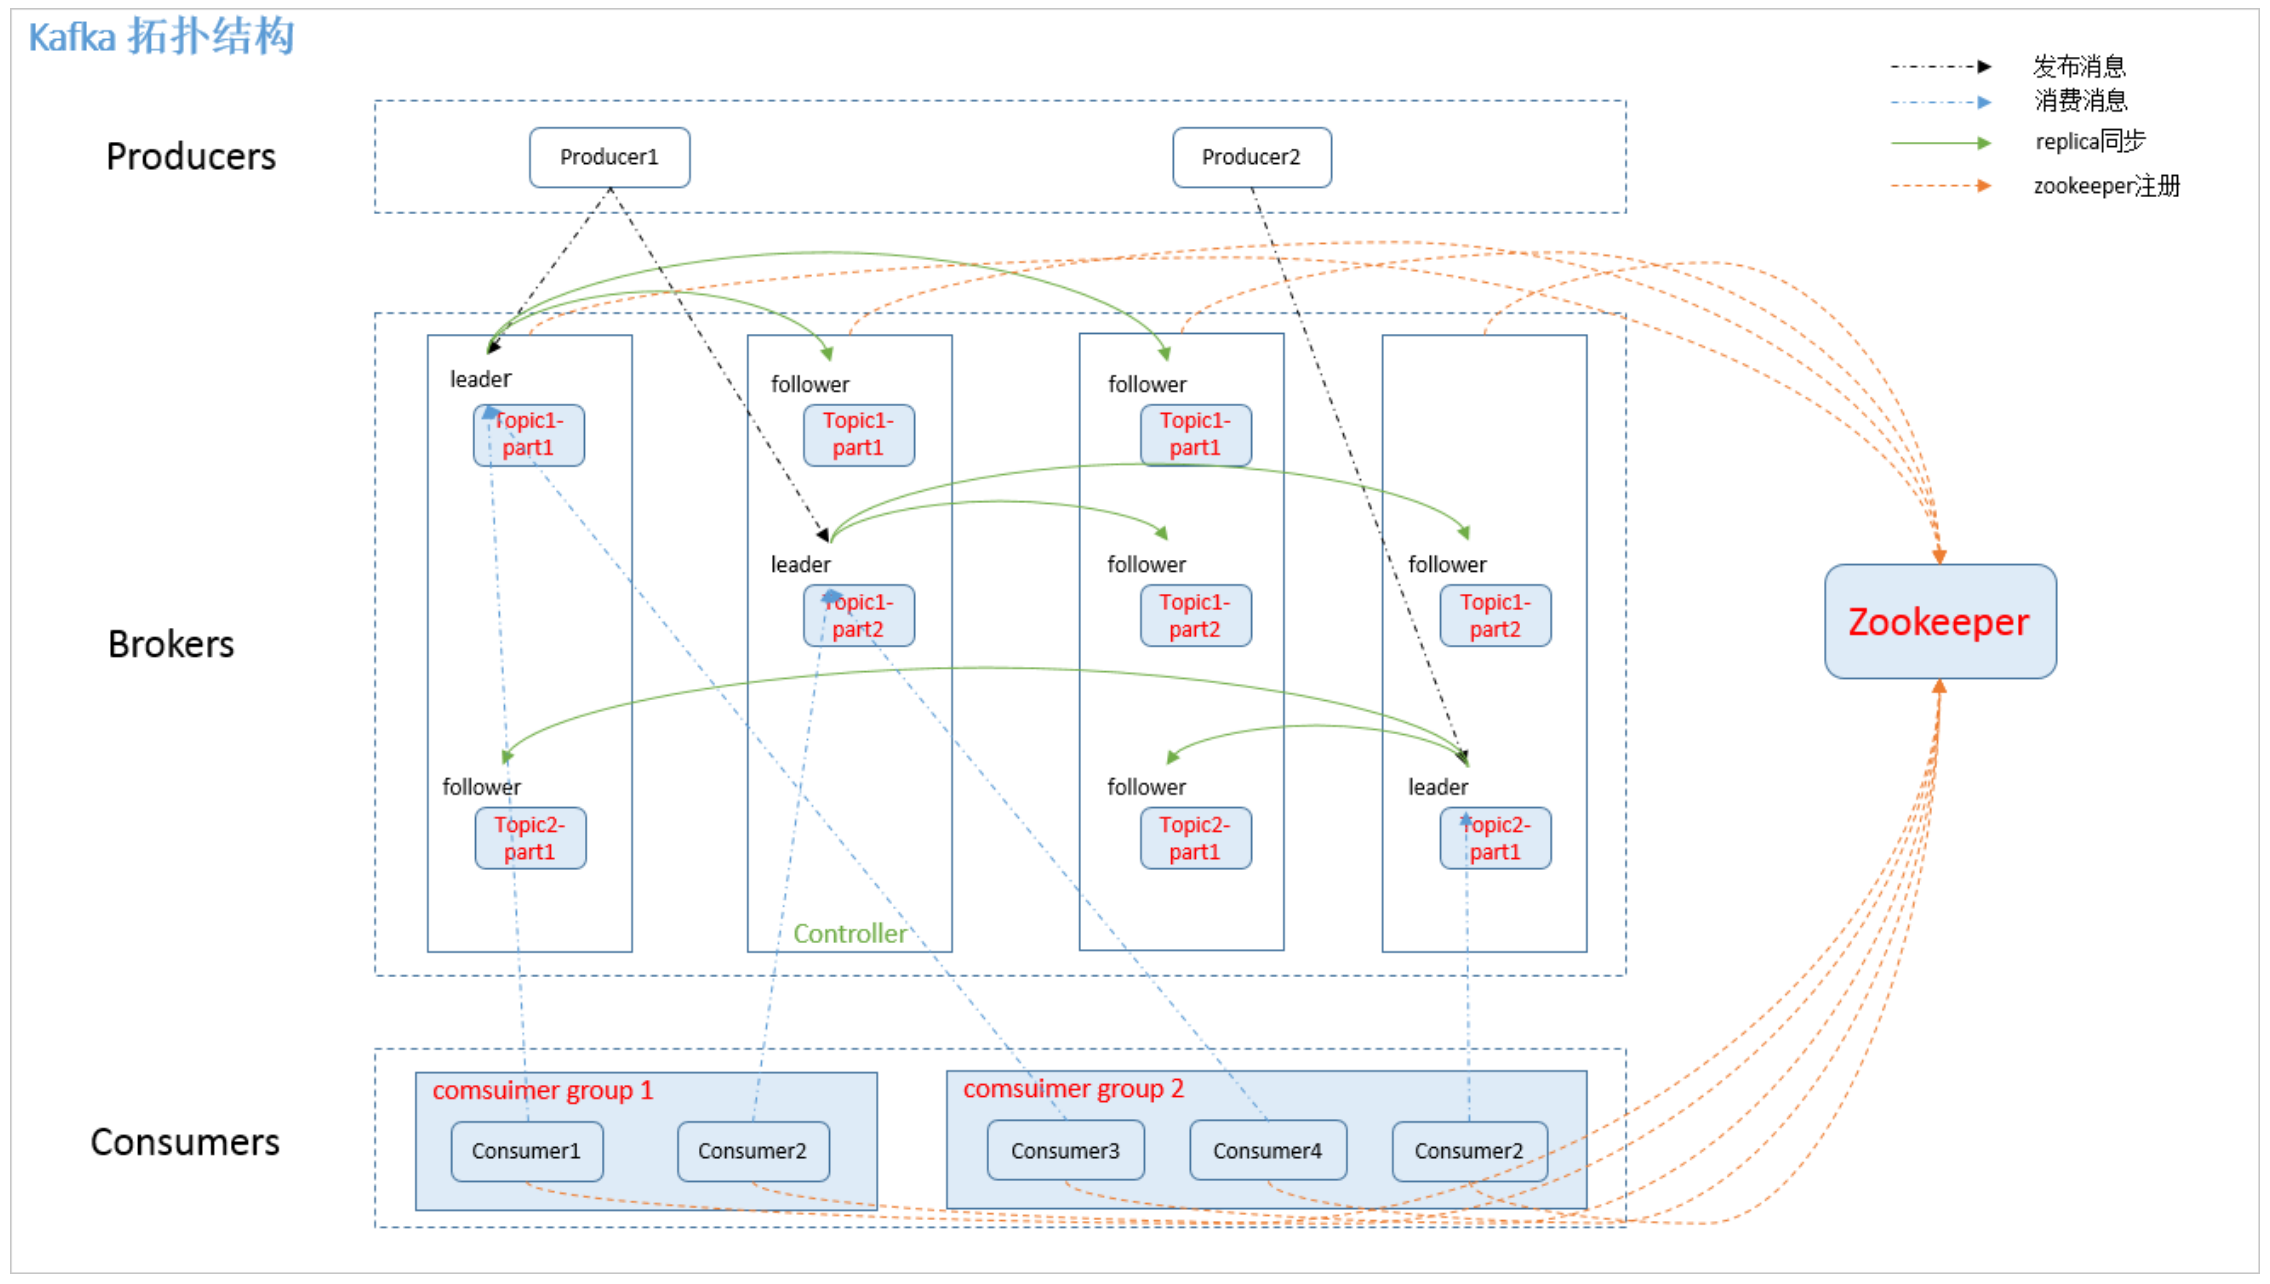 Kafka 拓扑结构
发布消息
消费消息
replica同步
zookeeper注册
Producers
Producer1
Producer2
leader
follower
follower
Topic1-
part1
Topic1-
part1
Topic1-
part1
leader
follower
follower
Topic1-
part2
Topic1-
part2
Topic1-
part2
Brokers
Zookeeper
follower
follower
leader
Topic2-
part1
Topic2-
part1
Topic2-
part1
Controller
comsuimer group 1
comsuimer group 2
Consumers
Consumer1
Consumer2
Consumer3
Consumer4
Consumer2